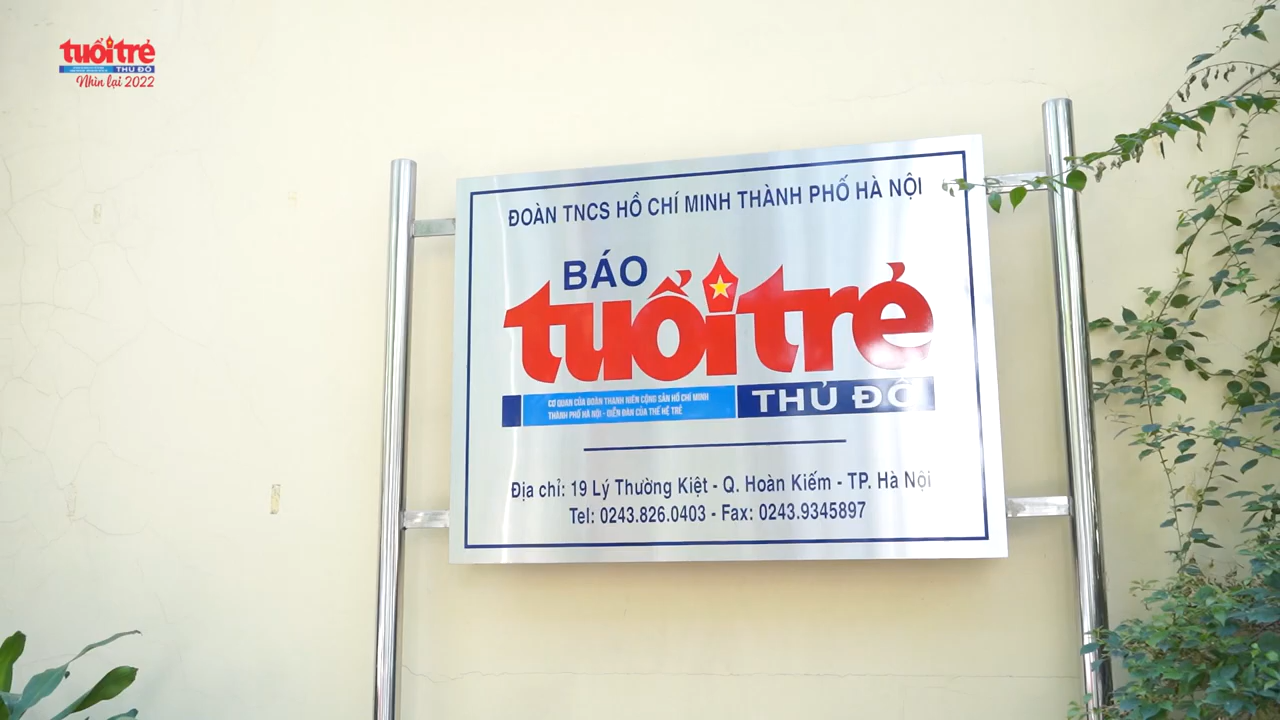 tuổi trẻ
THỦ ĐÔ
Nhìn lại 2022
ĐOÀN TNCS HỒ CHÍ MINH THÀNH PHỐ HÀ NỘI
BÁO
tuổi trẻ
CƠ QUAN CỦA ĐOÀN THANH NIÊN CỘNG SẢN HỒ CHÍ MINH
THÀNH PHỐ HÀ NỘI - DIỄN ĐÀN CỦA THẾ HỆ TRẺ
THỦ ĐÔ
Địa chỉ: 19 Lý Thường Kiệt - Q. Hoàn Kiếm - TP. Hà Nội
Tel: 0243.826.0403 - Fax: 0243.9345897